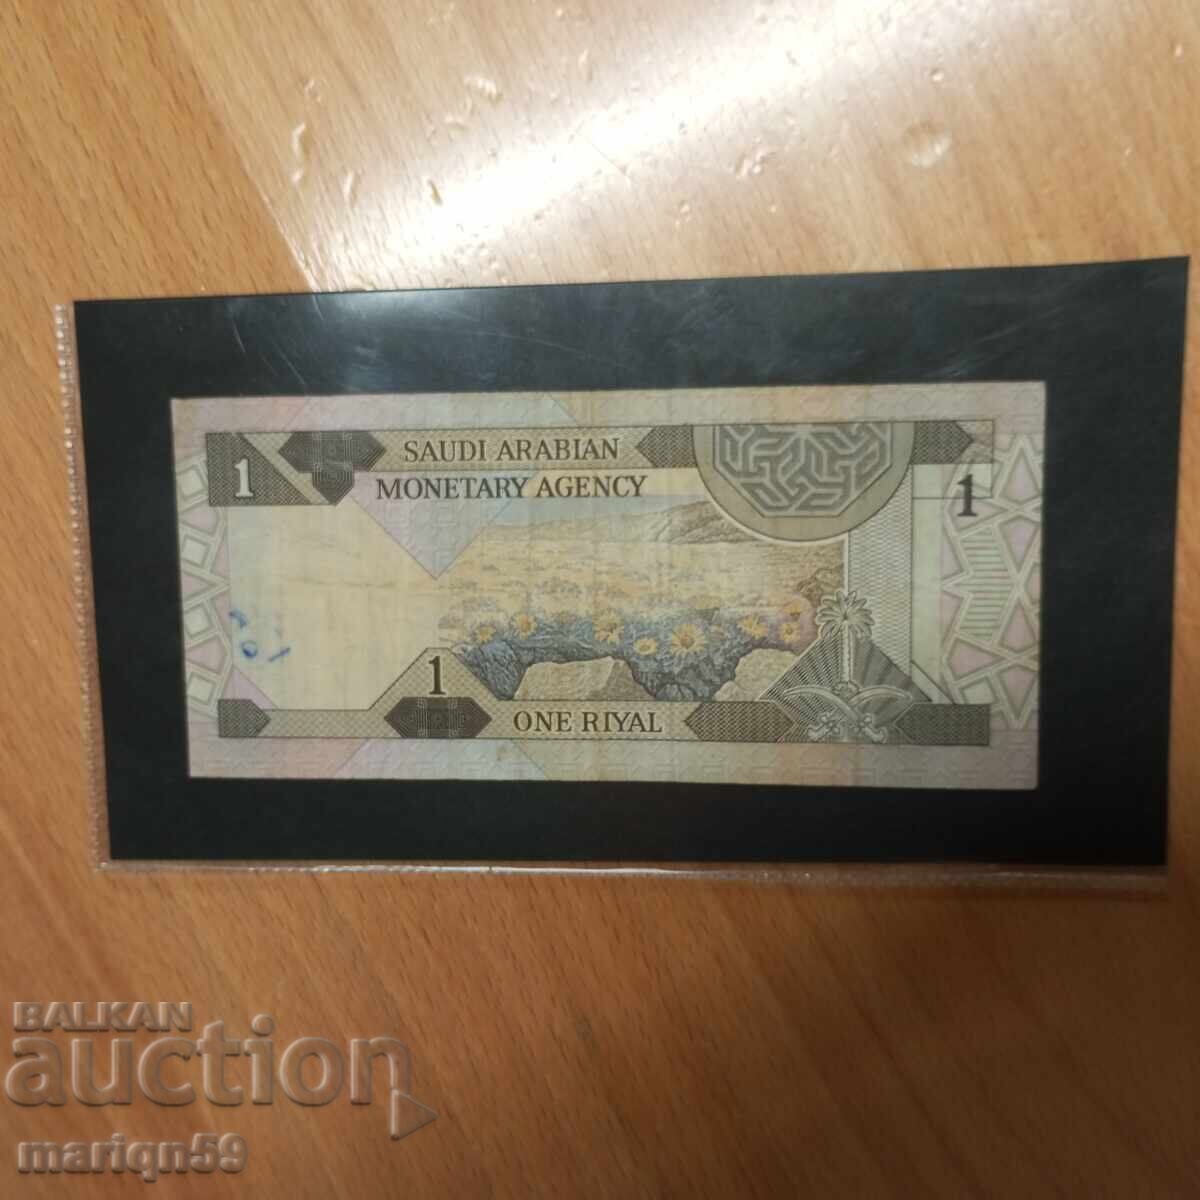 1
SAUDI ARABIAN
MONETARY AGENCY
1
1
ONE RIYAL
BALKAN
auction
mariqn59